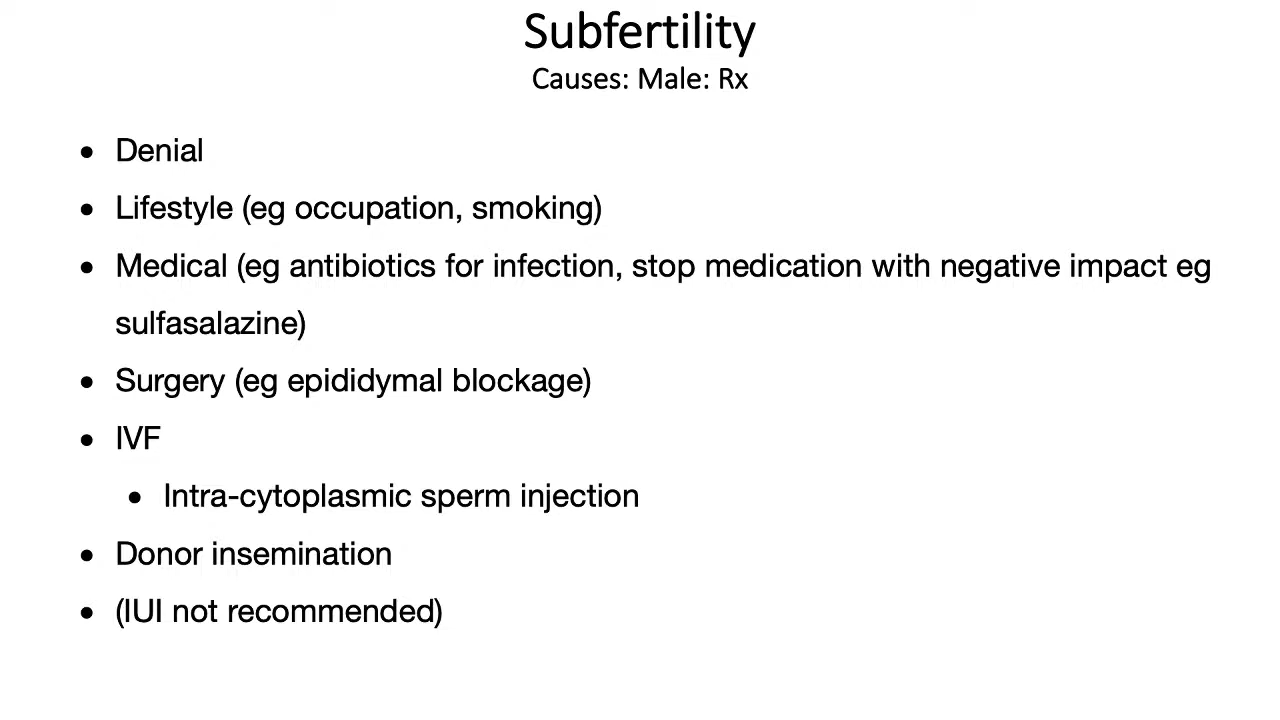 Subfertility
Causes: Male: Rx
• Denial
• Lifestyle (eg occupation, smoking)
• Medical (eg antibiotics for infection, stop medication with negative impact eg
sulfasalazine)
• Surgery (eg epididymal blockage)
• IVF
• Intra-cytoplasmic sperm injection
• Donor insemination
• (IUI not recommended)